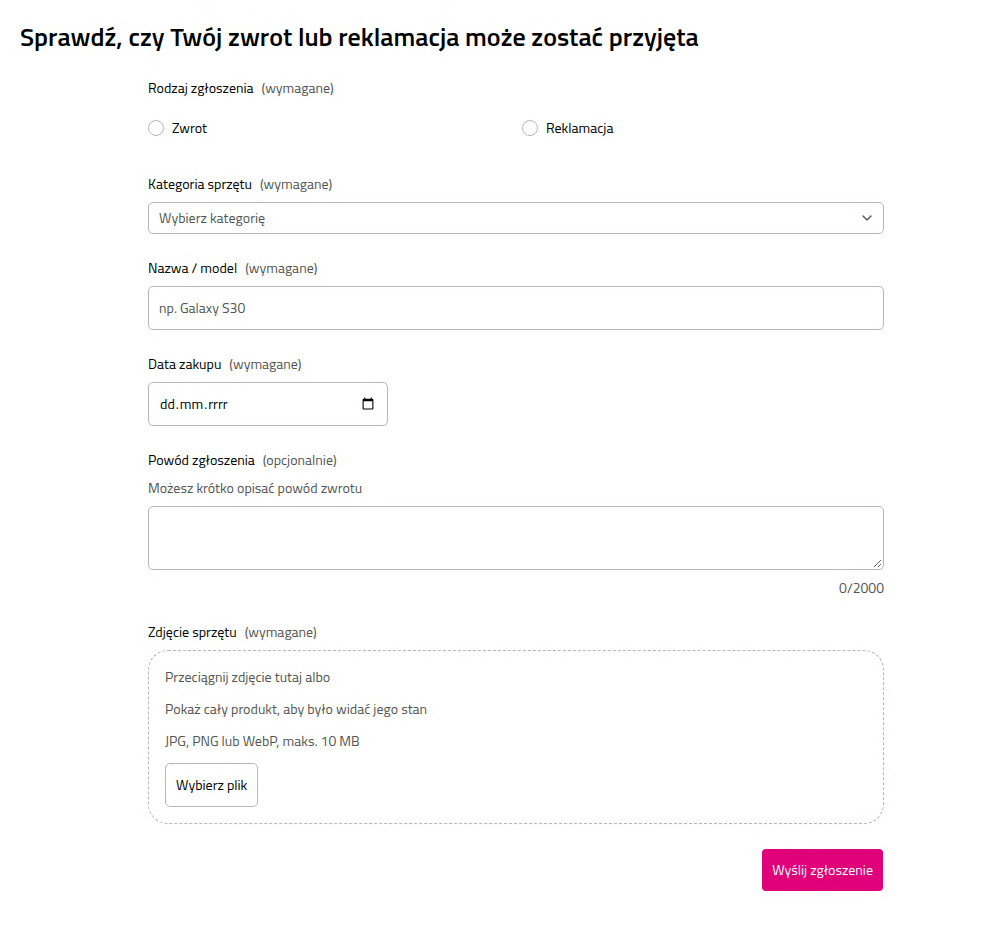 Sprawdź, czy Twój zwrot lub reklamacja może zostać przyjęta
Rodzaj zgłoszenia (wymagane)
Zwrot Reklamacja
Kategoria sprzętu (wymagane)
Wybierz kategorię
Nazwa / model (wymagane)
np. Galaxy S30
Data zakupu (wymagane)
dd.mm.rrrr
Powód zgłoszenia (opcjonalnie)
Możesz krótko opisać powód zwrotu
0/2000
Zdjęcie sprzętu (wymagane)
Przeciągnij zdjęcie tutaj albo
Pokaż cały produkt, aby było widać jego stan
JPG, PNG lub WebP, maks. 10 MB
Wybierz plik
Wyślij zgłoszenie